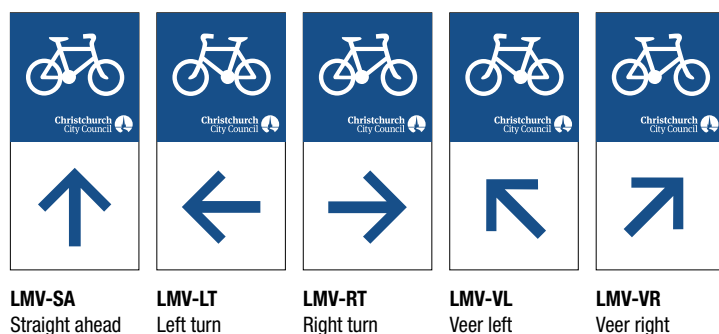 Christchurch
City Council
Christchurch
City Council
Christchurch
City Council
Christchurch
City Council
Christchurch
City Council
LMV-SA
Straight ahead
LMV-LT
Left turn
LMV-RT
Right turn
LMV-VL
Veer left
LMV-VR
Veer right